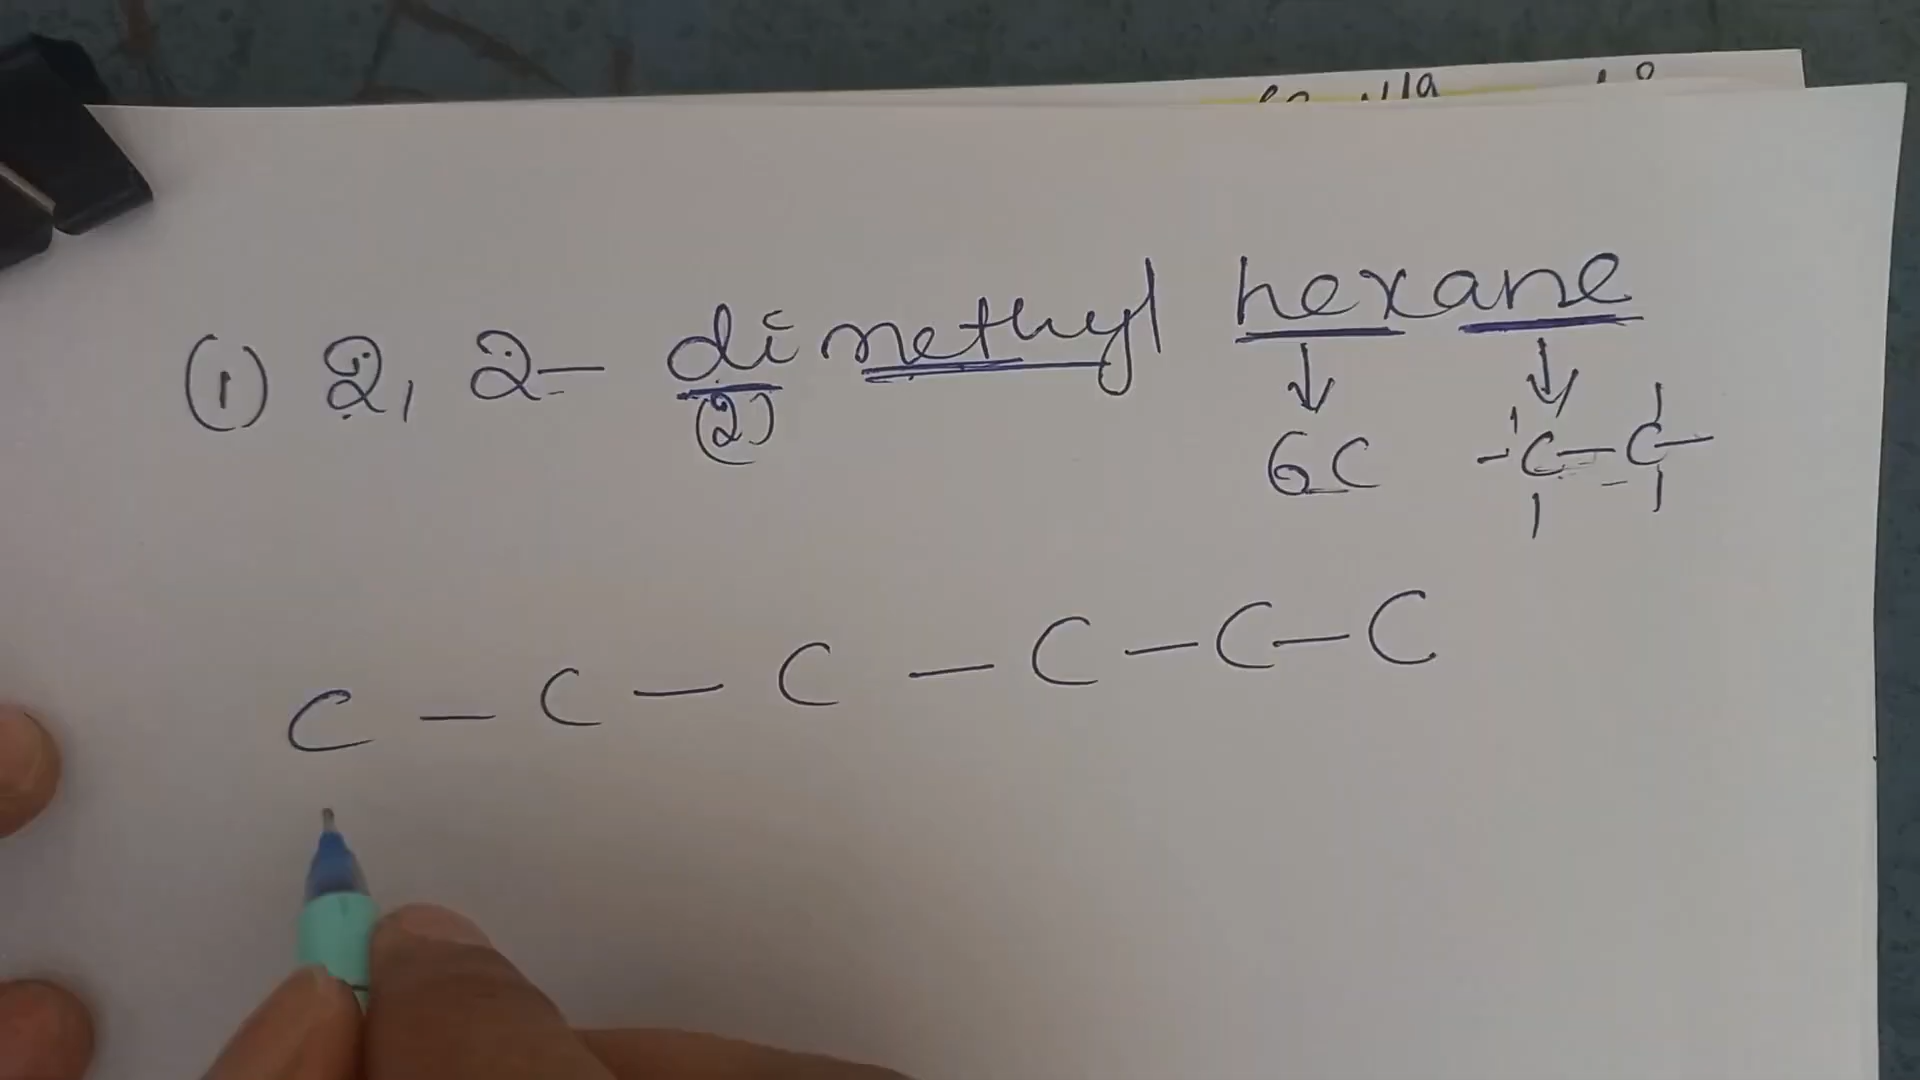 (1) 2, 2- dimethyl hexane
(2)
6C -C-C-
C - C - C - C - C - C